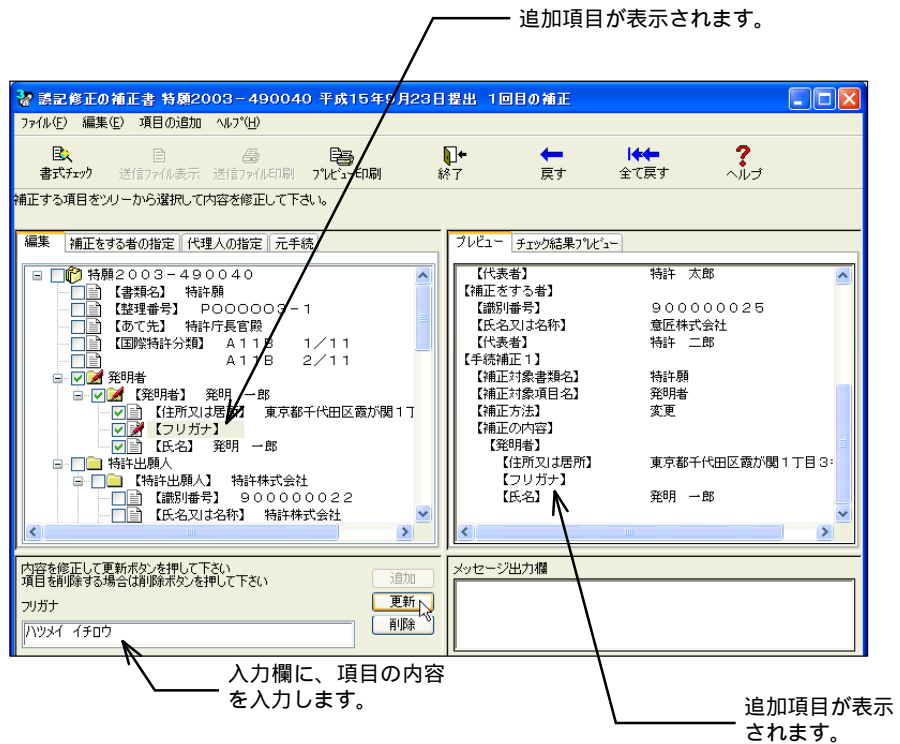 追加項目が表示されます。
誤記修正の補正書 特願2003－490040 平成15年9月23日提出 1回目の補正
ファイル(F) 編集(E) 項目の追加 ヘルプ(H)
書式チェック 送信ファイル表示 送信ファイル印刷 プレビュー印刷 終了 戻す 全て戻す ヘルプ
補正する項目をツリーから選択して内容を修正して下さい。
編集 補正をする者の指定 代理人の指定 元手続
特願２００３－４９００４０
【書類名】 特許願
【整理番号】 Ｐ００００００３－１
【あて先】 特許庁長官殿
【国際特許分類】 Ａ１１Ｂ １／１１
Ａ１１Ｂ ２／１１
発明者
【発明者】 発明 一郎
【住所又は居所】 東京都千代田区霞が関１丁
【フリガナ】
【氏名】 発明 一郎
特許出願人
【特許出願人】 特許株式会社
【識別番号】 ９０００００００２２
【氏名又は名称】 特許株式会社
プレビュー チェック結果プレビュー
【代表者】 特許 太郎
【補正をする者】
【識別番号】 ９０００００００２５
【氏名又は名称】 意匠株式会社
【代表者】 特許 二郎
【手続補正１】
【補正対象書類名】 特許願
【補正対象項目名】 発明者
【補正方法】 変更
【補正の内容】
【発明者】
【住所又は居所】 東京都千代田区霞が関１丁目３
【フリガナ】
【氏名】 発明 一郎
内容を修正して更新ボタンを押して下さい
項目を削除する場合は削除ボタンを押して下さい
追加
フリガナ
更新
ハツメイ イチロウ
削除
メッセージ出力欄
入力欄に、項目の内容
を入力します。
追加項目が表示
されます。